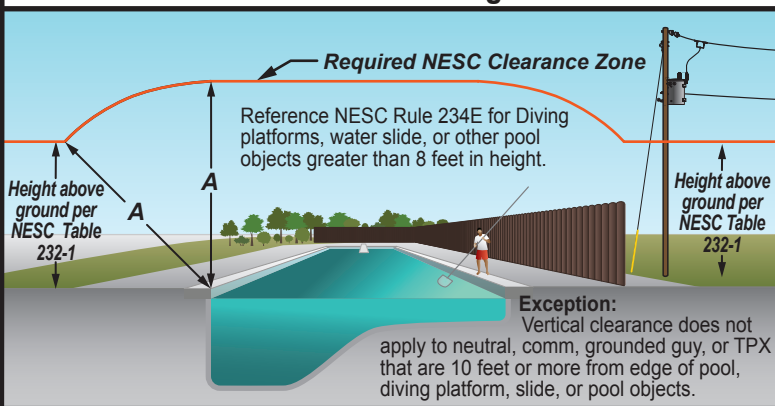 Required NESC Clearance Zone
Reference NESC Rule 234E for Diving
platforms, water slide, or other pool
objects greater than 8 feet in height.
A
A
Height above
ground per
NESC Table
232-1
Height above
ground per
NESC Table
232-1
Exception:
Vertical clearance does not
apply to neutral, comm, grounded guy, or TPX
that are 10 feet or more from edge of pool,
diving platform, slide, or pool objects.